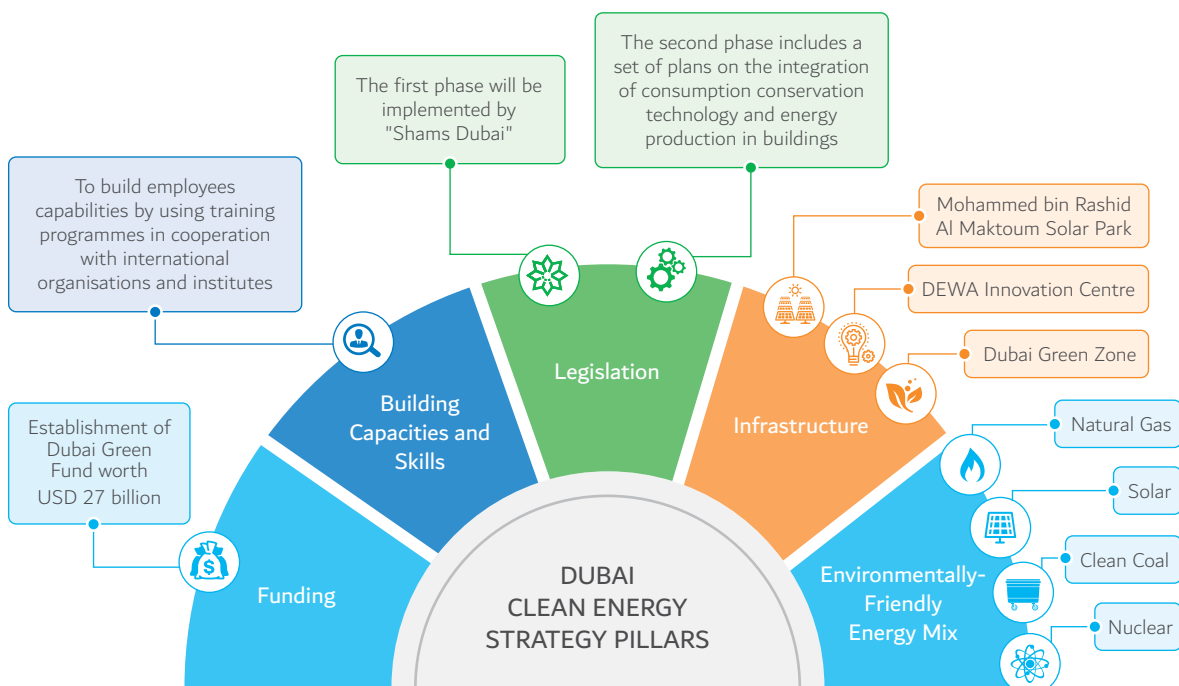 The first phase will be
implemented by
"Shams Dubai"
The second phase includes a
set of plans on the integration
of consumption conservation
technology and energy
production in buildings
To build employees
capabilities by using training
programmes in cooperation
with international
organisations and institutes
Mohammed bin Rashid
Al Maktoum Solar Park
DEWA Innovation Centre
Dubai Green Zone
Establishment of
Dubai Green
Fund worth
USD 27 billion
Natural Gas
Solar
Clean Coal
Nuclear
Funding
$
Building
Capacities and
Skills
Legislation
Infrastructure
Environmentally-
Friendly
Energy Mix
DUBAI
CLEAN ENERGY
STRATEGY PILLARS